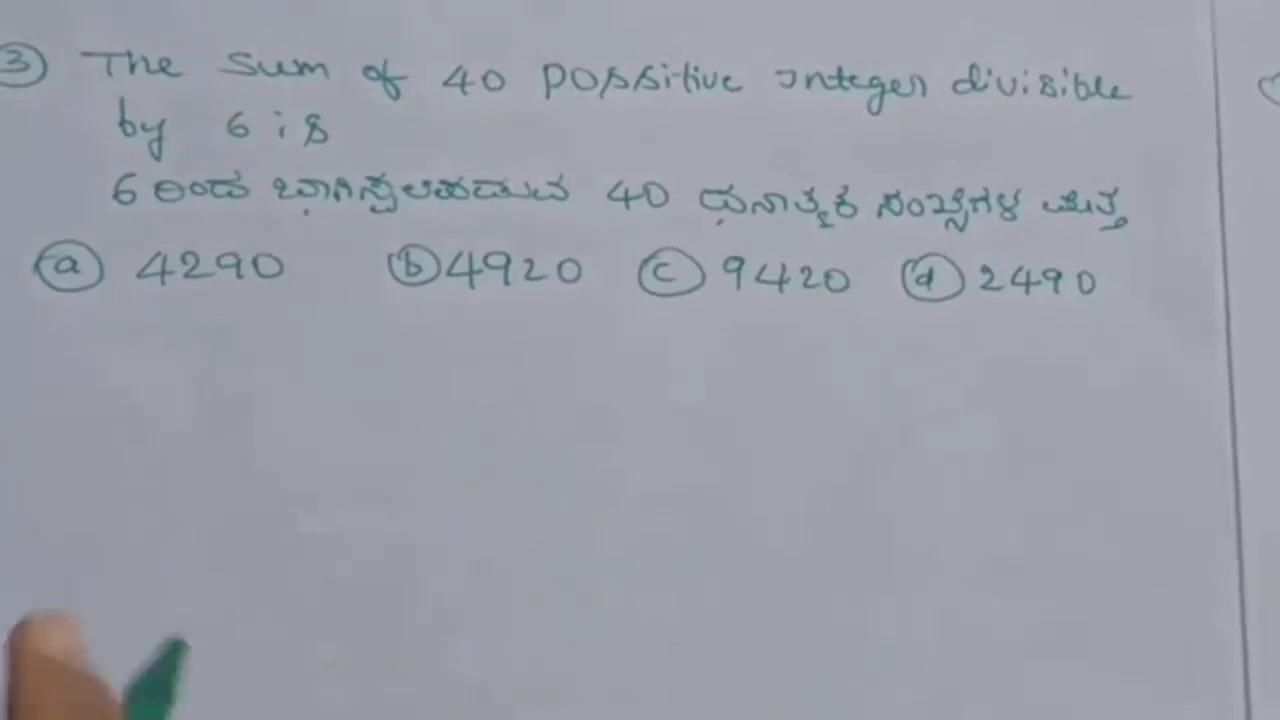 3 The Sum of 40 Possitive Integer divisible
by 6 is
6 ರಿಂದ ಭಾಗಿಸಲ್ಪಡುವ 40 ಧನಾತ್ಮಕ ಸಂಖ್ಯೆಗಳ ಮೊತ್ತ
a 4290 b 4920 c 9420 d 2490